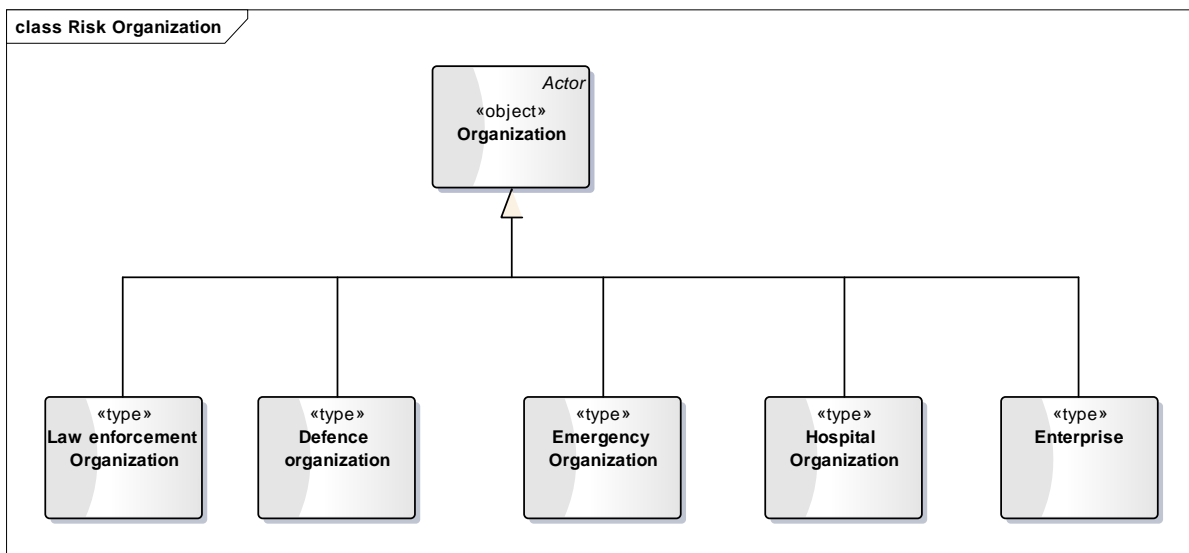 class Risk Organization
Actor
«object»
Organization
«type»
Law enforcement
Organization
«type»
Defence
organization
«type»
Emergency
Organization
«type»
Hospital
Organization
«type»
Enterprise